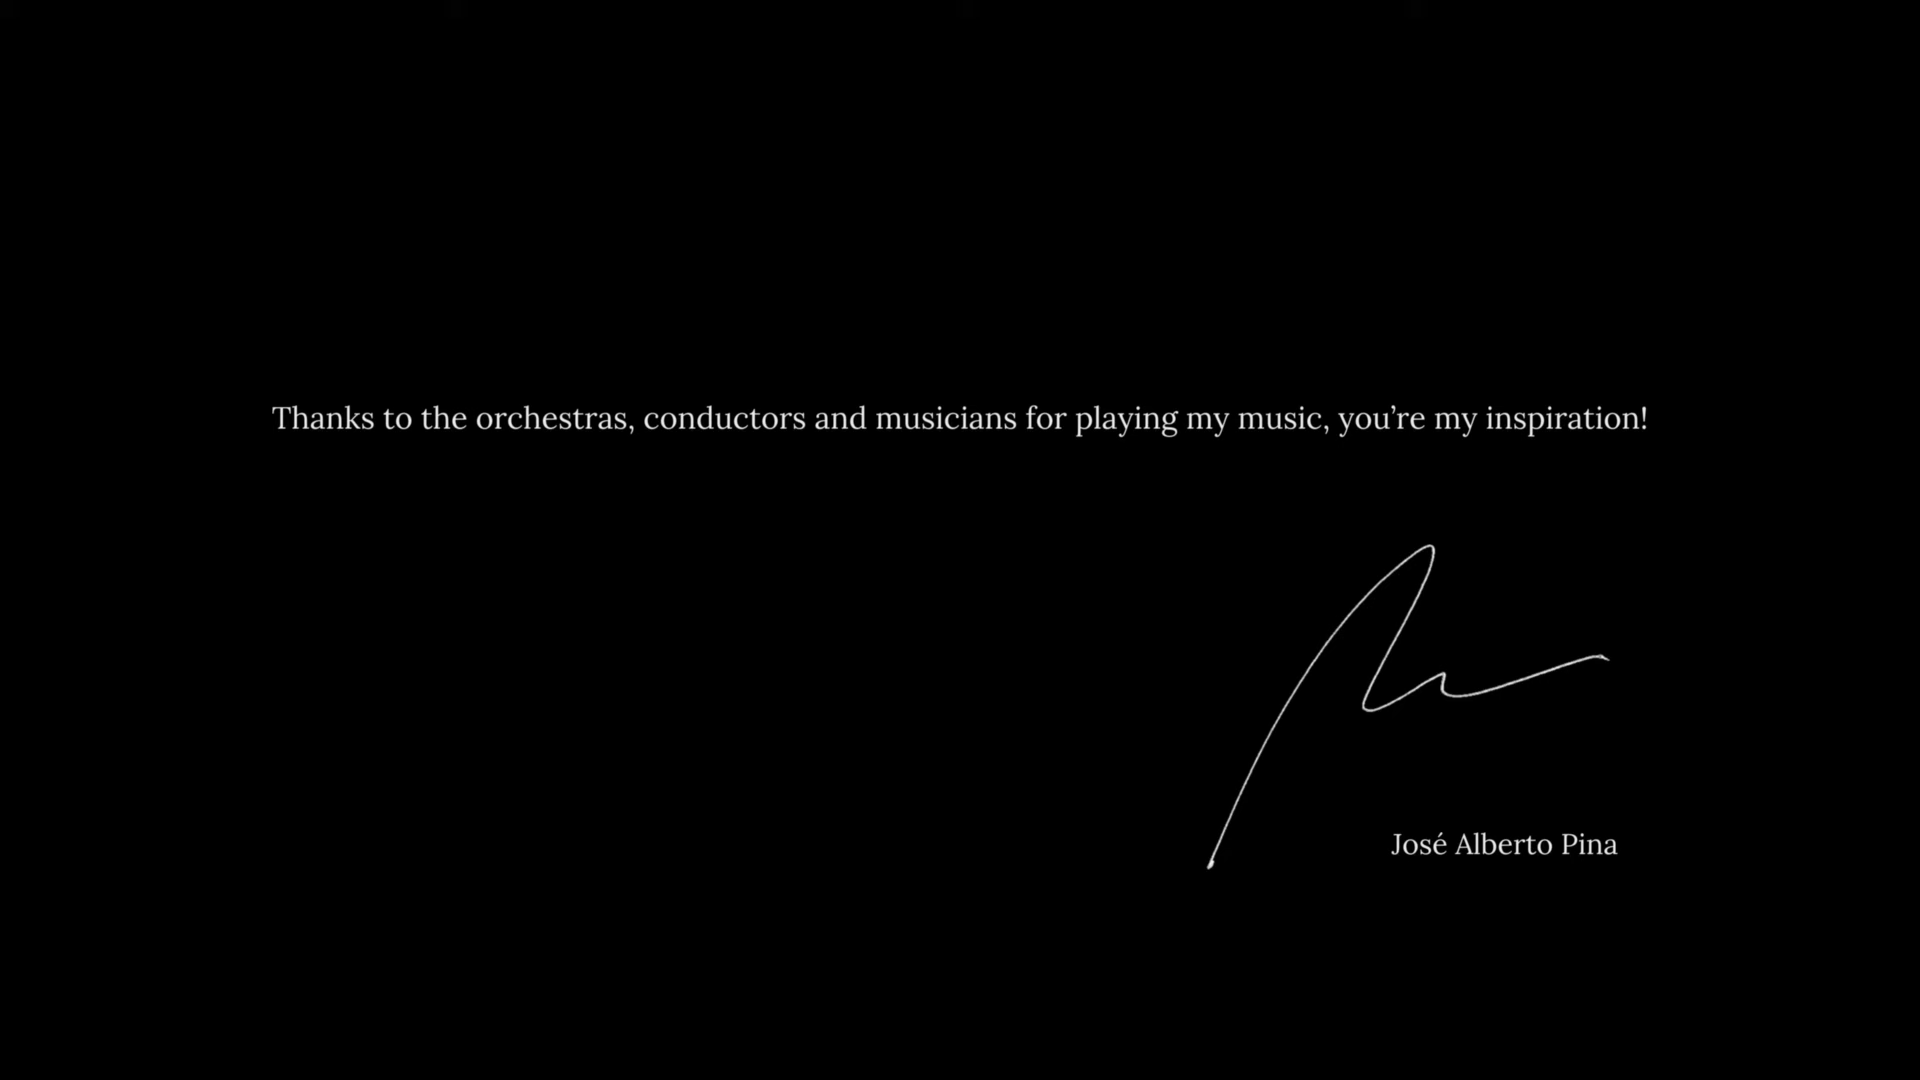 Thanks to the orchestras, conductors and musicians for playing my music, you’re my inspiration!
José Alberto Pina